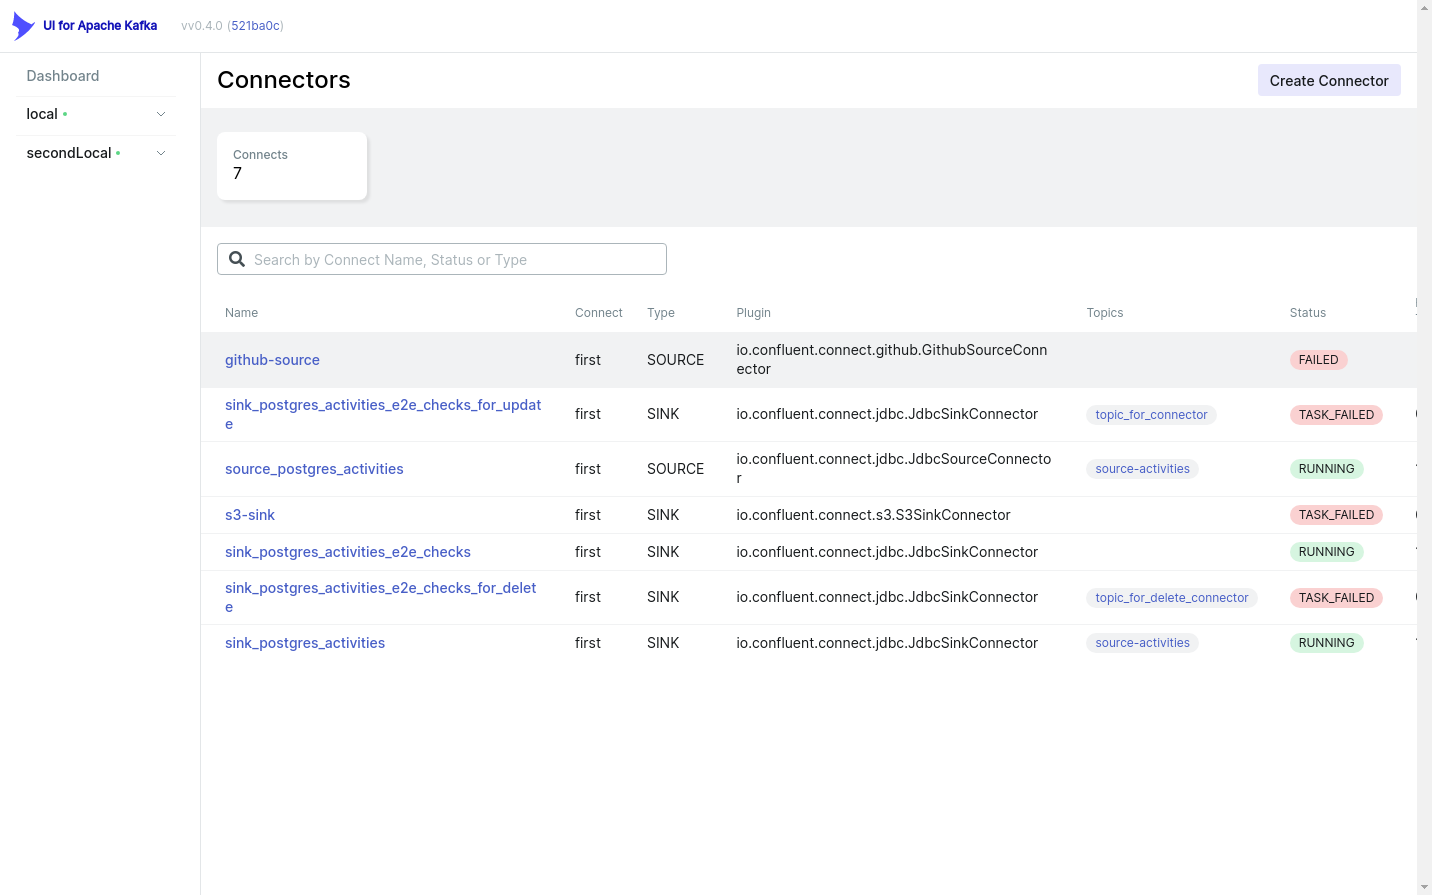 UI for Apache Kafka vv0.4.0 (521ba0c)
Dashboard
local
secondLocal
Connectors
Create Connector
Connects
7
Search by Connect Name, Status or Type
Name Connect Type Plugin Topics Status
github-source first SOURCE io.confluent.connect.github.GithubSourceConn
ector FAILED
sink_postgres_activities_e2e_checks_for_updat
e first SINK io.confluent.connect.jdbc.JdbcSinkConnector topic_for_connector TASK_FAILED
source_postgres_activities first SOURCE io.confluent.connect.jdbc.JdbcSourceConnecto
r source-activities RUNNING
s3-sink first SINK io.confluent.connect.s3.S3SinkConnector TASK_FAILED
sink_postgres_activities_e2e_checks first SINK io.confluent.connect.jdbc.JdbcSinkConnector RUNNING
sink_postgres_activities_e2e_checks_for_delet
e first SINK io.confluent.connect.jdbc.JdbcSinkConnector topic_for_delete_connector TASK_FAILED
sink_postgres_activities first SINK io.confluent.connect.jdbc.JdbcSinkConnector source-activities RUNNING